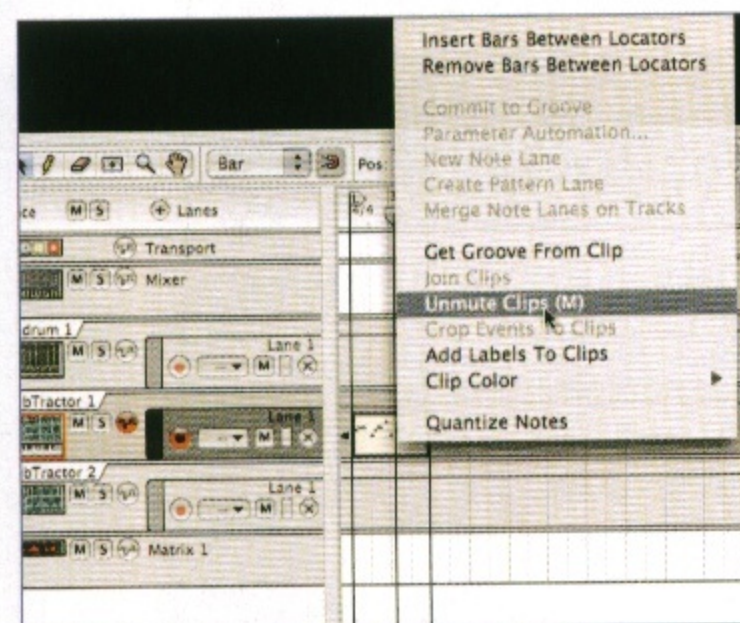 Insert Bars Between Locators
Remove Bars Between Locators
Commit to Groove
Parameter Automation...
New Note Lane
Create Pattern Lane
Merge Note Lanes on Tracks
Get Groove From Clip
Join Clips
Unmute Clips (M)
Crop Events To Clips
Add Labels To Clips
Clip Color
Quantize Notes
Bar
Pos:
ce M S Lanes
4/4
Transport
M S Mixer
drum 1
M S Lane 1
M
bTractor 1
M S Lane 1
M
bTractor 2
M S Lane 1
M
M S Matrix 1